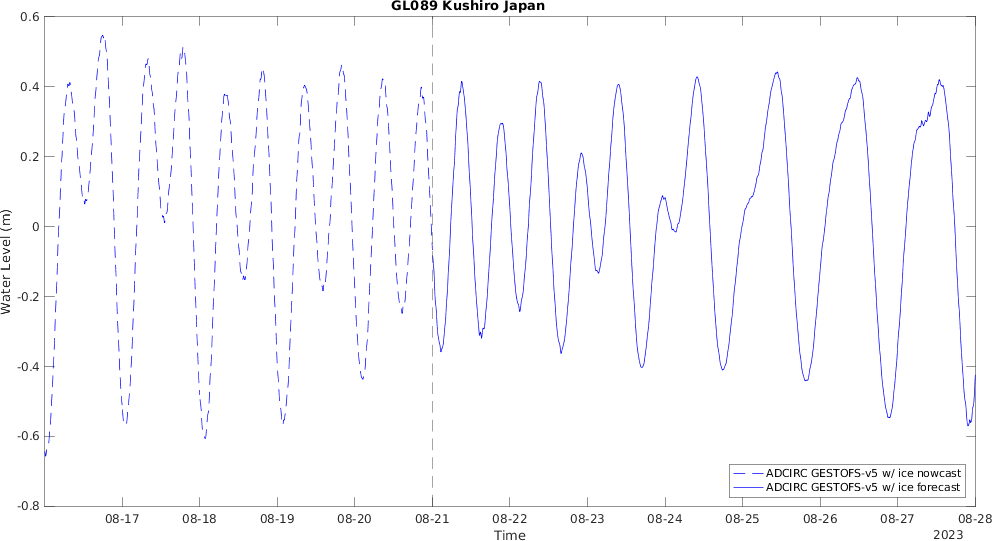 GL089 Kushiro Japan
0.6
0.4
0.2
0
-0.2
-0.4
-0.6
-0.8
Water Level (m)
ADCIRC GESTOFS-v5 w/ ice nowcast
ADCIRC GESTOFS-v5 w/ ice forecast
08-17 08-18 08-19 08-20 08-21 08-22 08-23 08-24 08-25 08-26 08-27 08-28
Time
2023